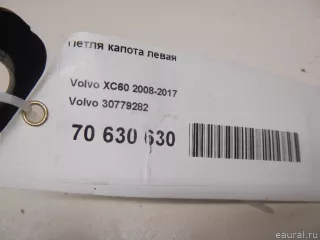 Петля капота левая
Volvo XC60 2008-2017
Volvo 30779282
70 630 630
eaural.ru